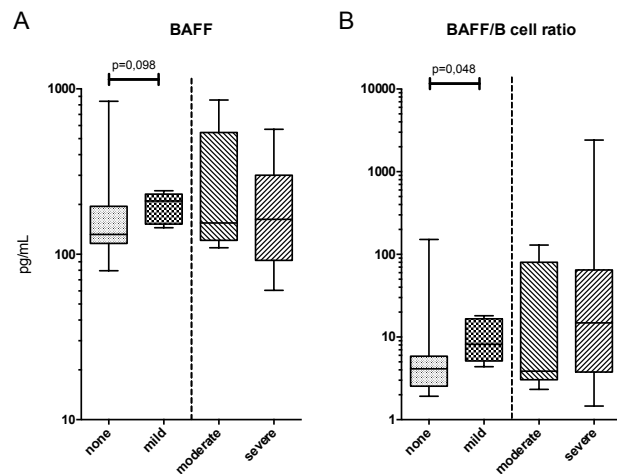 A
BAFF
p=0,098
1000
100
10
pg/mL
none
mild
moderate
severe
B
BAFF/B cell ratio
p=0,048
10000
1000
100
10
1
none
mild
moderate
severe